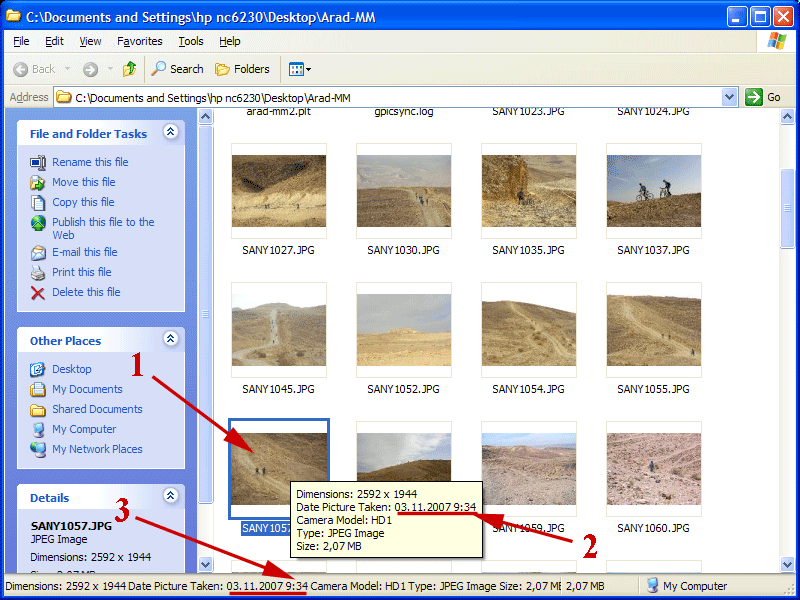 C:\Documents and Settings\hp nc6230\Desktop\Arad-MM
File Edit View Favorites Tools Help
Back Search Folders
Address C:\Documents and Settings\hp nc6230\Desktop\Arad-MM Go
File and Folder Tasks
Rename this file
Move this file
Copy this file
Publish this file to the
Web
E-mail this file
Print this file
Delete this file
Other Places
Desktop
My Documents
Shared Documents
My Computer
My Network Places
Details
SANY1057.JPG
JPEG Image
Dimensions: 2592 x 1944
Size: 2,07 MB
arad-mm2.plt gpicsync.log SANY1023.JPG SANY1024.JPG
SANY1027.JPG SANY1030.JPG SANY1035.JPG SANY1037.JPG
SANY1045.JPG SANY1052.JPG SANY1054.JPG SANY1055.JPG
SANY1057 SANY1059.JPG SANY1060.JPG
Dimensions: 2592 x 1944
Date Picture Taken: 03.11.2007 9:34
Camera Model: HD1
Type: JPEG Image
Size: 2,07 MB
1
2
3
Dimensions: 2592 x 1944 Date Picture Taken: 03.11.2007 9:34 Camera Model: HD1 Type: JPEG Image Size: 2,07 ME 2,07 MB My Computer